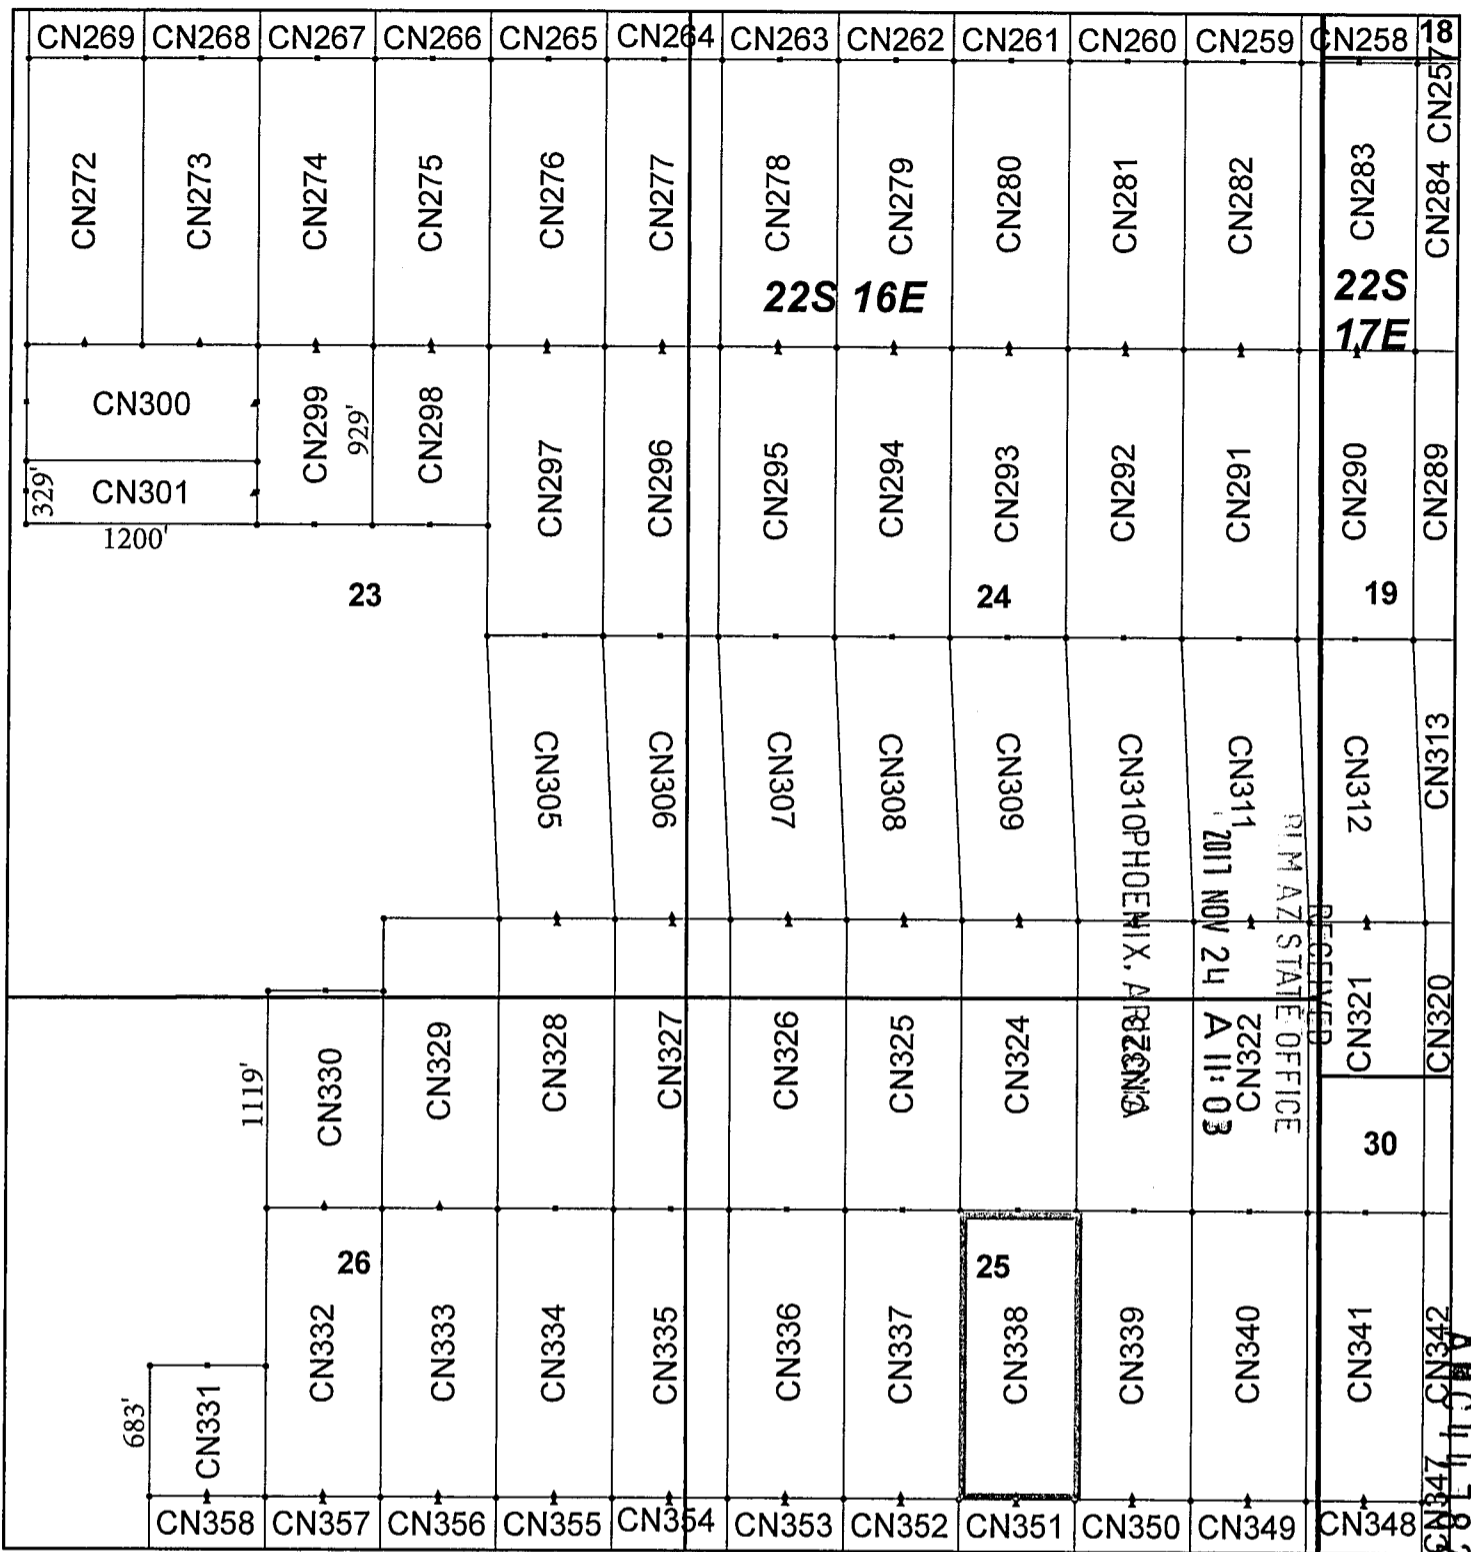 CN269 CN268 CN267 CN266 CN265 CN264 CN263 CN262 CN261 CN260 CN259 CN258 18
CN257
CN272 CN273 CN274 CN275 CN276 CN277 CN278 CN279 CN280 CN281 CN282 CN283 CN284
22S 16E
22S
17E
CN300 CN299 929' CN298
329' CN301
1200'
CN297 CN296 CN295 CN294 CN293 CN292 CN291 CN290 CN289
23 24 19
CN305 CN306 CN307 CN308 CN309 CN310 CN311 CN312 CN313
RECEIVED
BLM AZ STATE OFFICE
2017 NOV 24 A 11:03
PHOENIX, ARIZONA
1119' CN330 CN329 CN328 CN327 CN326 CN325 CN324 CN323 CN322 CN321 CN320
30
26 25
CN332 CN333 CN334 CN335 CN336 CN337 CN338 CN339 CN340 CN341 CN342
683' CN331
CN358 CN357 CN356 CN355 CN354 CN353 CN352 CN351 CN350 CN349 CN348 CN347